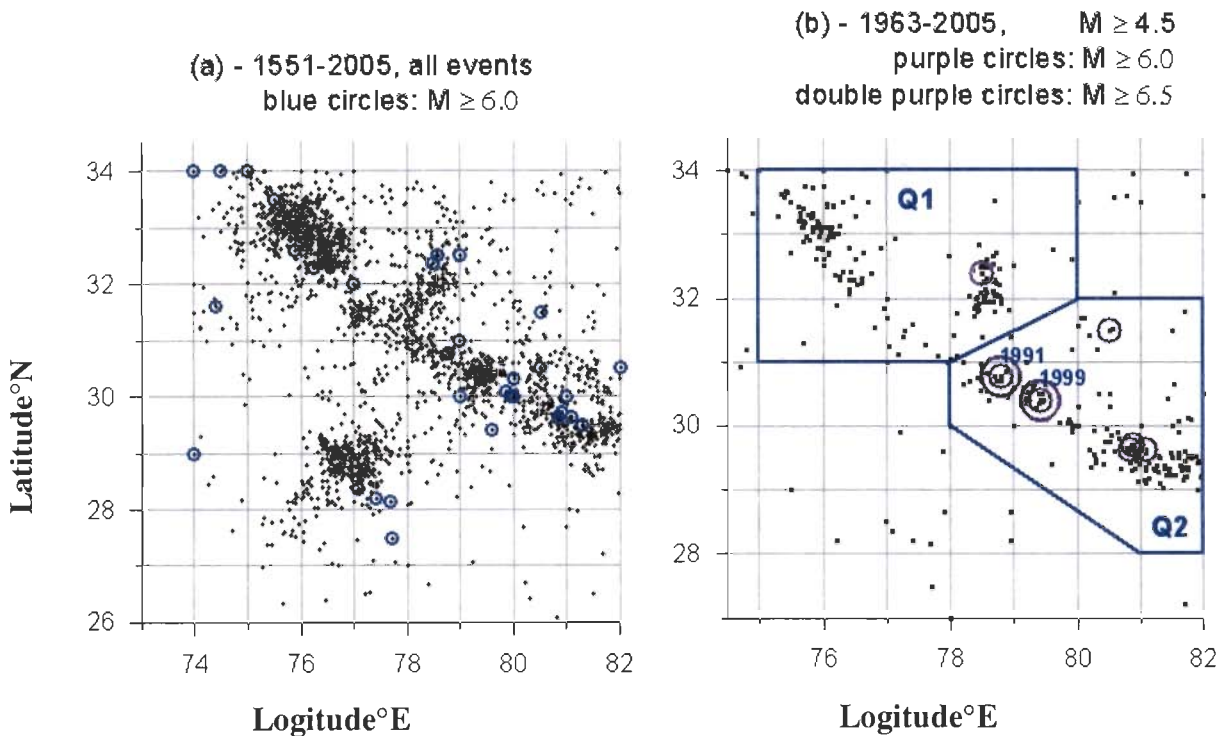 (a) - 1551-2005, all events
blue circles: M ≥ 6.0
(b) - 1963-2005, M ≥ 4.5
purple circles: M ≥ 6.0
double purple circles: M ≥ 6.5
Latitude°N
34
32
30
28
26
74 76 78 80 82
Logitude°E
34
32
30
28
Q1
1991
1999
Q2
76 78 80 82
Logitude°E